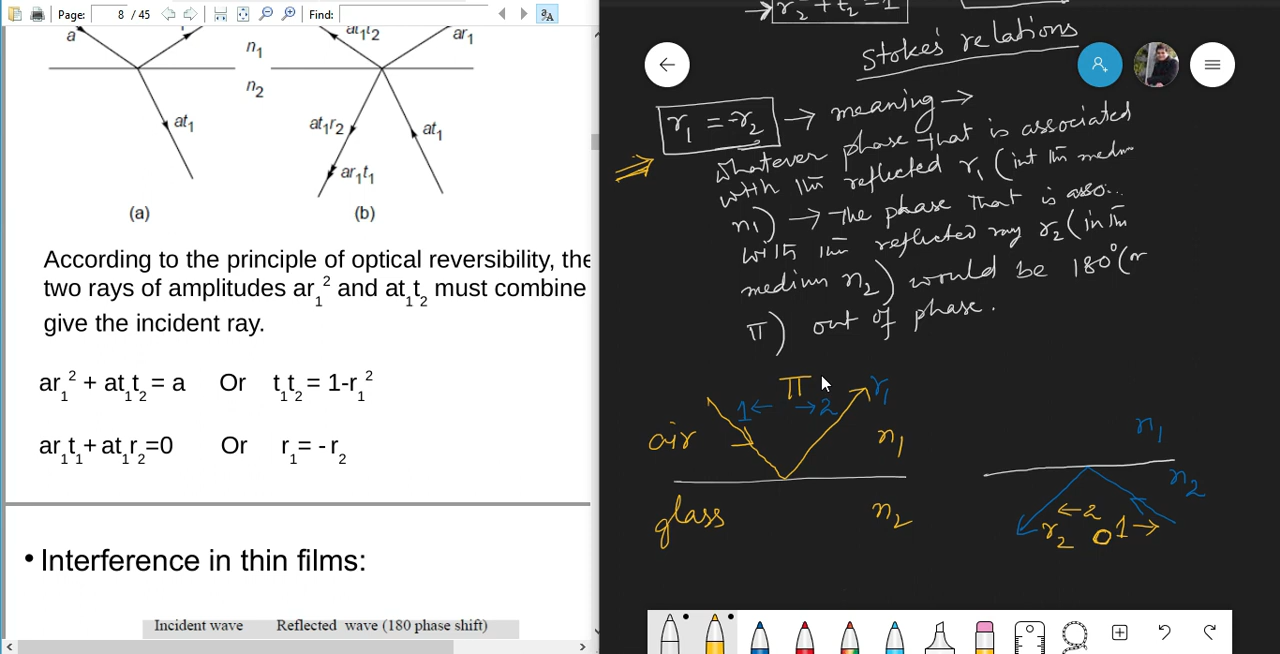 Page: 8 / 45 Find:
a
n1
n2
at1
(a)
at1t2
ar1
at1r2
at1
ar1t1
(b)
According to the principle of optical reversibility, the
two rays of amplitudes ar1² and at1t2 must combine
give the incident ray.
ar1² + at1t2 = a Or t1t2 = 1-r1²
ar1t1+ at1r2=0 Or r1= - r2
• Interference in thin films:
Incident wave Reflected wave (180 phase shift)
Stoke's relations
r1 = -r2 → meaning →
whatever phase that is associated
with the reflected r1 (int the medm
n1) → The phase that is asso...
with the reflected ray r2 (in the
medium n2) would be 180° (or
π) out of phase.
π
1← →2 r1
air n1
glass n2
n1
n2
←2
r2 0 1→